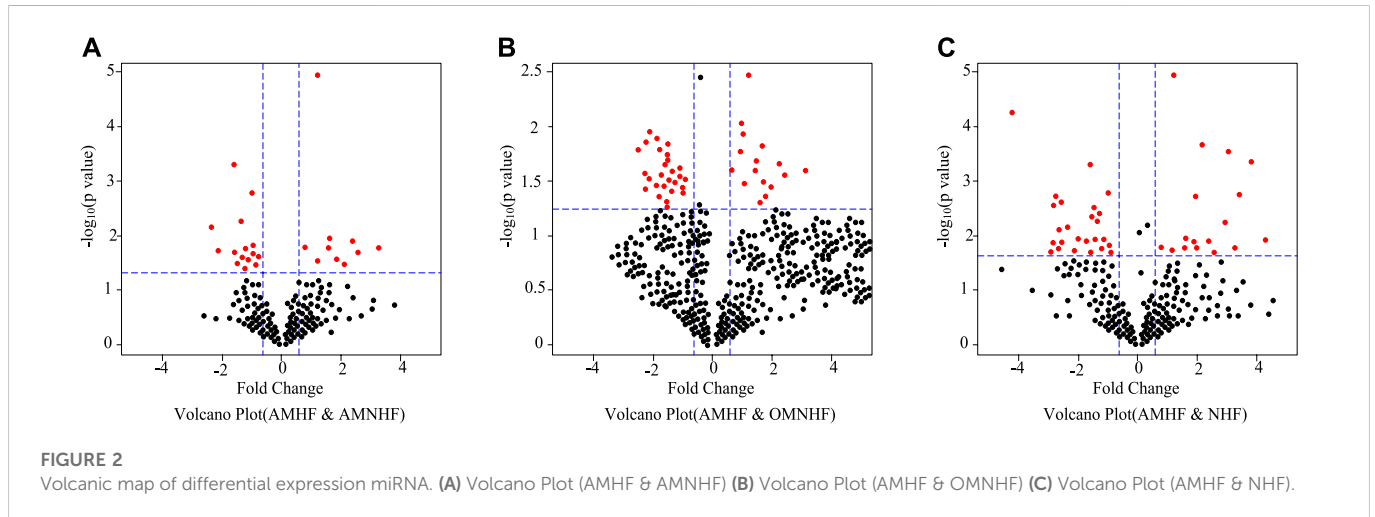 A
B
C
5
4
3
2
1
0
-log10(p value)
-4
-2
0
2
4
Fold Change
Volcano Plot(AMHF & AMNHF)
2.5
2
1.5
1
0.5
0
-log10(p value)
-4
-2
0
2
4
Fold Change
Volcano Plot(AMHF & OMNHF)
5
4
3
2
1
0
-log10(p value)
-4
-2
0
2
4
Fold Change
Volcano Plot(AMHF & NHF)
FIGURE 2
Volcanic map of differential expression miRNA. (A) Volcano Plot (AMHF & AMNHF) (B) Volcano Plot (AMHF & OMNHF) (C) Volcano Plot (AMHF & NHF).